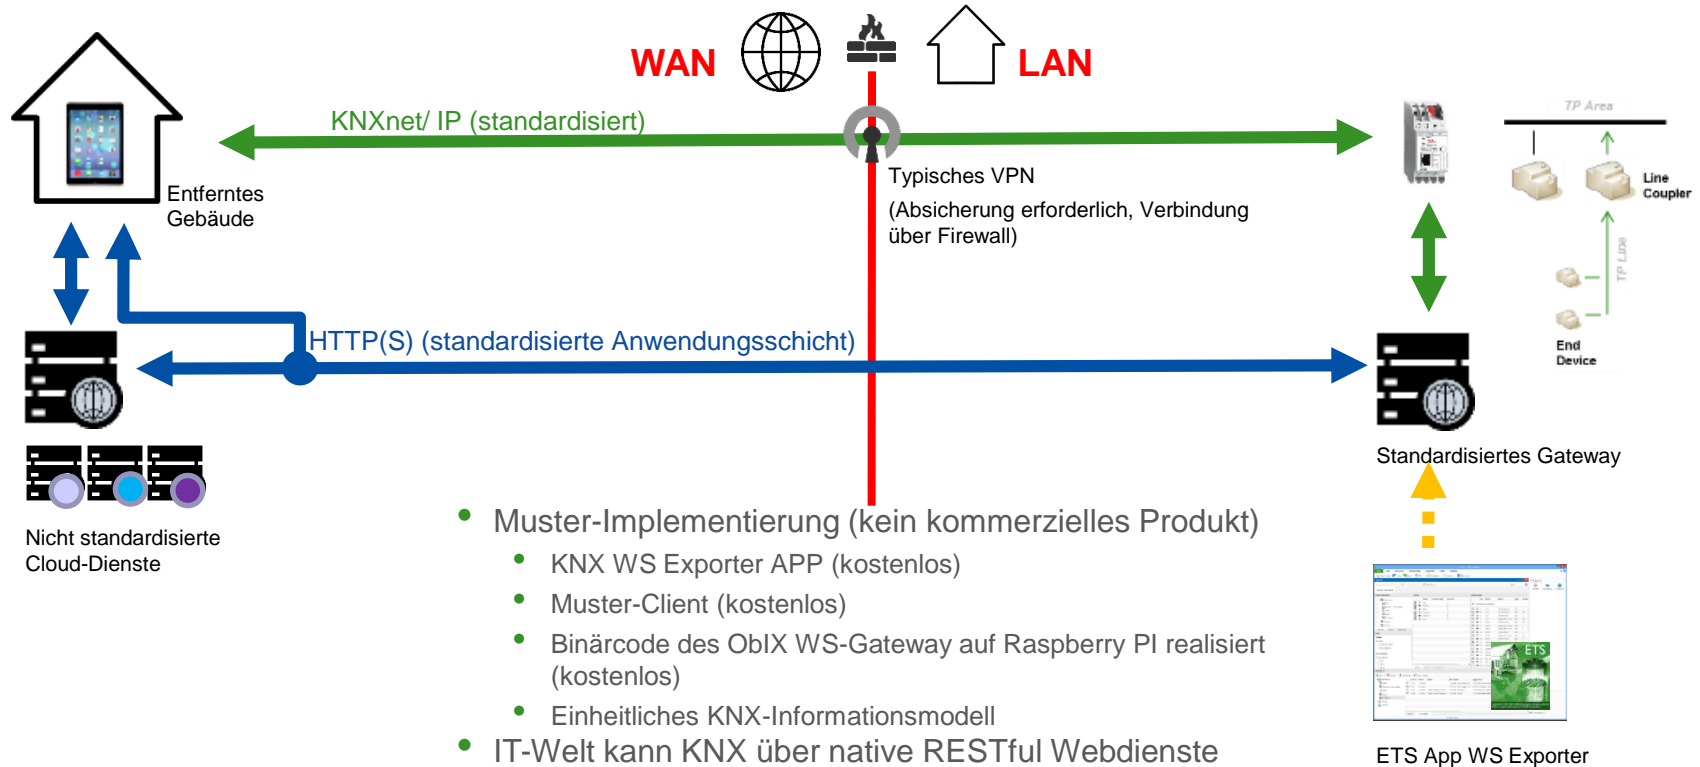 WAN
LAN
KNXnet/ IP (standardisiert)
TP Area
Entferntes
Gebäude
Typisches VPN
(Absicherung erforderlich, Verbindung
über Firewall)
Line
Coupler
TP Line
End
Device
HTTP(S) (standardisierte Anwendungsschicht)
Standardisiertes Gateway
Nicht standardisierte
Cloud-Dienste
• Muster-Implementierung (kein kommerzielles Produkt)
• KNX WS Exporter APP (kostenlos)
• Muster-Client (kostenlos)
• Binärcode des ObIX WS-Gateway auf Raspberry PI realisiert
(kostenlos)
• Einheitliches KNX-Informationsmodell
• IT-Welt kann KNX über native RESTful Webdienste
ETS
ETS App WS Exporter